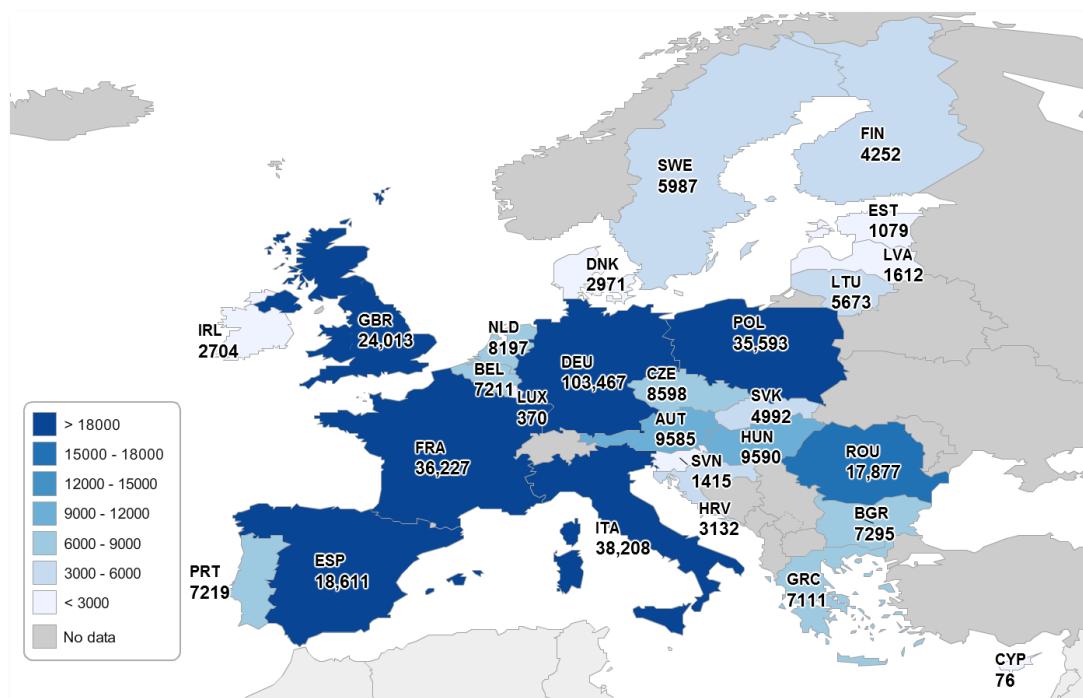 FIN
4252
SWE
5987
EST
1079
LVA
1612
DNK
2971
LTU
5673
IRL
2704
GBR
24,013
NLD
8197
POL
35,593
BEL
7211
DEU
103,467
CZE
8598
LUX
370
SVK
4992
AUT
9585
HUN
9590
FRA
36,227
ROU
17,877
SVN
1415
HRV
3132
BGR
7295
ITA
38,208
ESP
18,611
PRT
7219
GRC
7111
CYP
76
> 18000
15000 - 18000
12000 - 15000
9000 - 12000
6000 - 9000
3000 - 6000
< 3000
No data